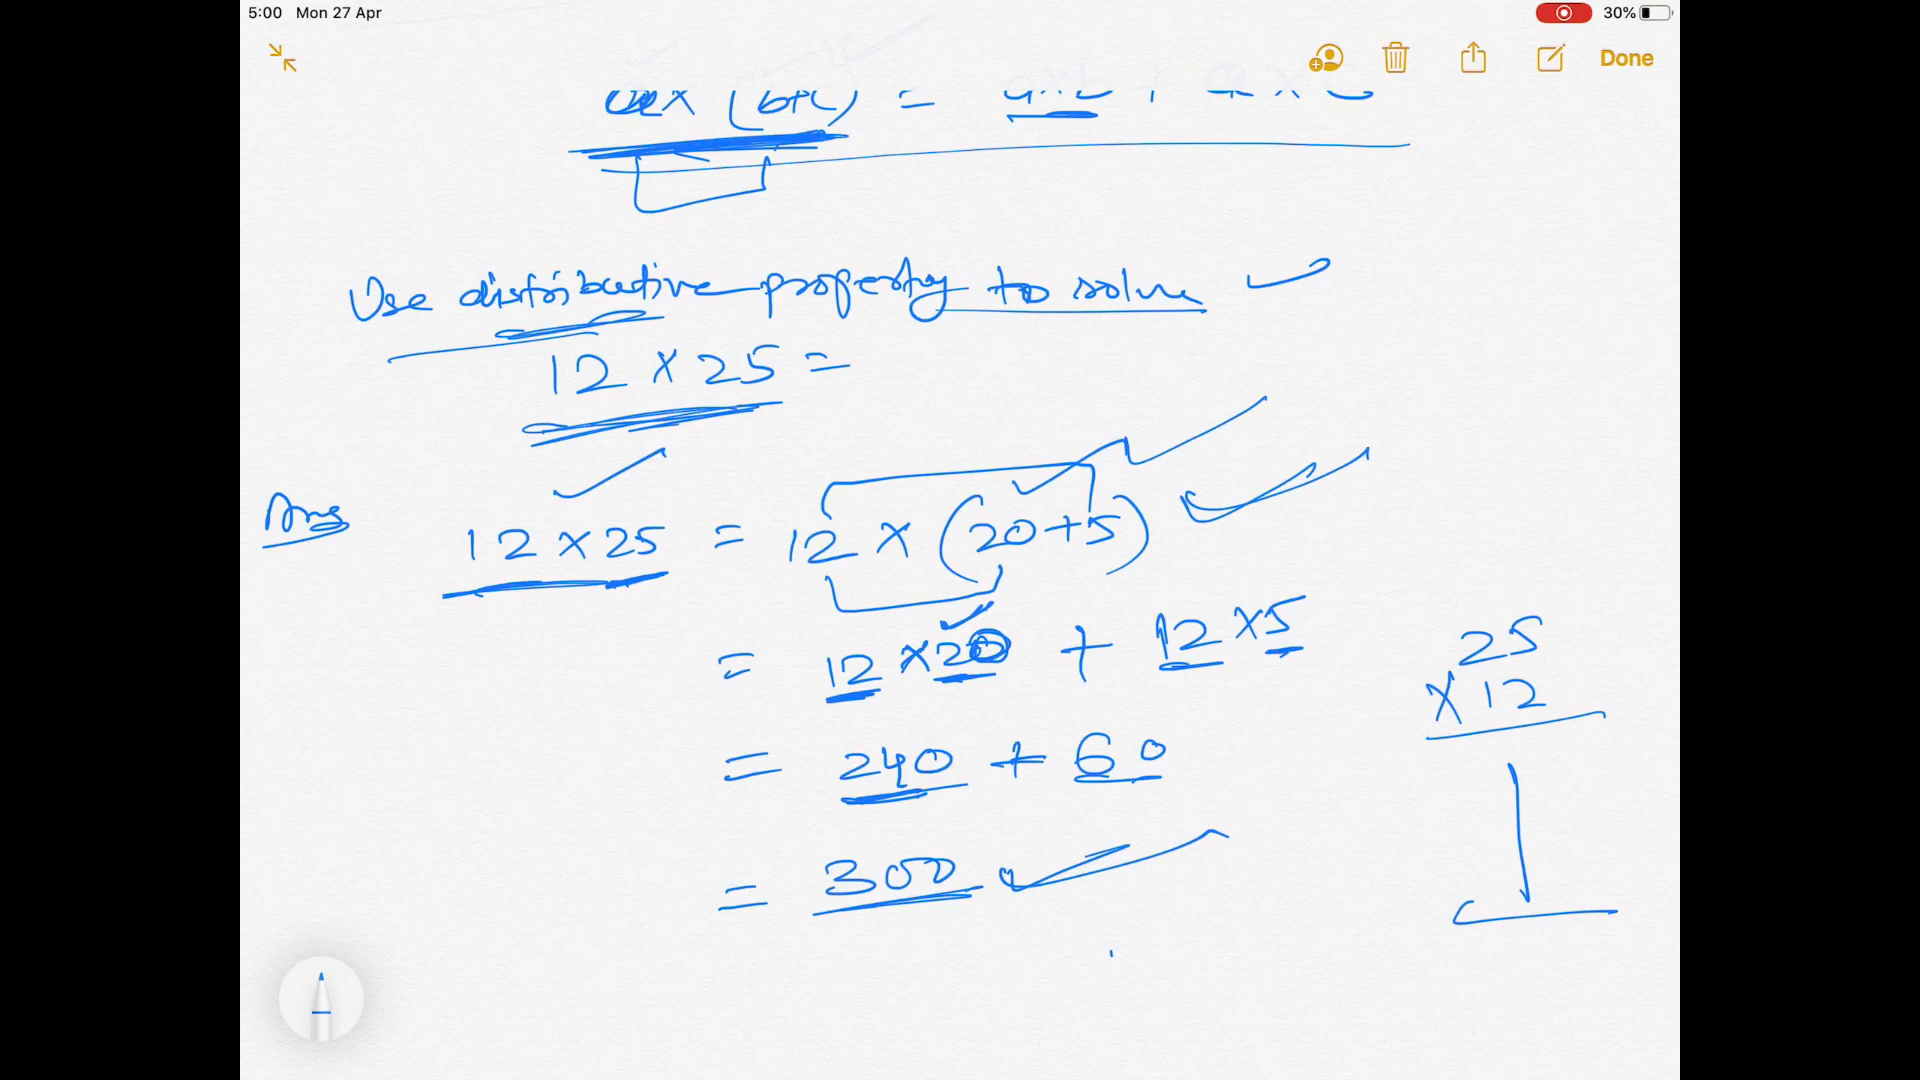 5:00 Mon 27 Apr 30%
Done
a x (b+c) = a x b + a x c
Use distributive property to solve
12 x 25 =
Ans
12 x 25 = 12 x (20+5)
= 12 x 20 + 12 x 5
= 240 + 60
= 300
25
x 12